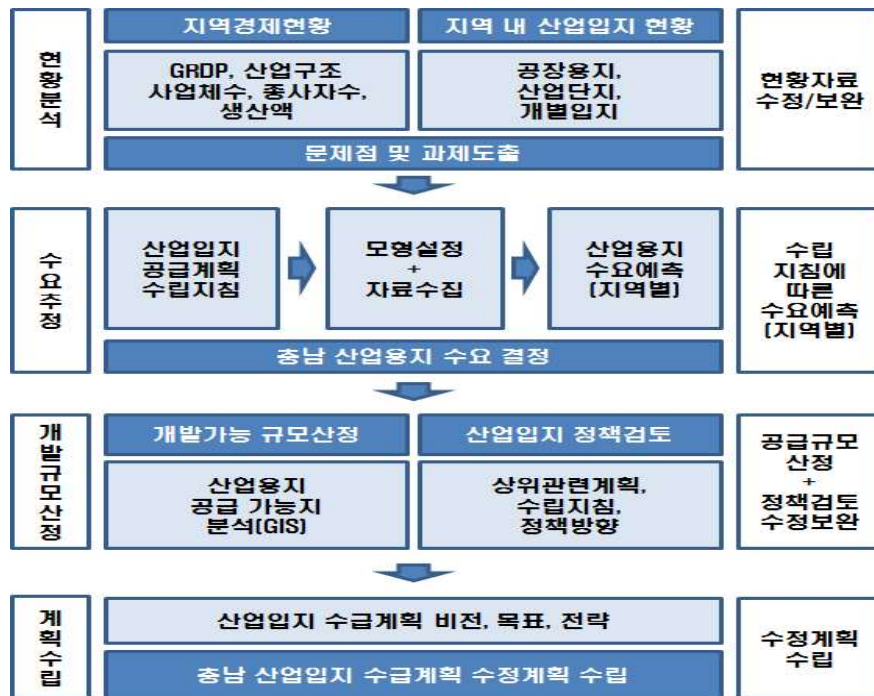 현황분석
지역경제현황
GRDP, 산업구조
사업체수, 종사자수,
생산액
지역 내 산업입지 현황
공장용지,
산업단지,
개별입지
문제점 및 과제도출
현황자료
수정/보완
수요추정
산업입지
공급계획
수립지침
모형설정
+
자료수집
산업용지
수요예측
(지역별)
충남 산업용지 수요 결정
수립
지침에
따른
수요예측
(지역별)
개발규모산정
개발가능 규모산정
산업용지
공급 가능지
분석(GIS)
산업입지 정책검토
상위관련계획,
수립지침,
정책방향
공급규모
산정
+
정책검토
수정보완
계획수립
산업입지 수급계획 비전, 목표, 전략
충남 산업입지 수급계획 수정계획 수립
수정계획
수립